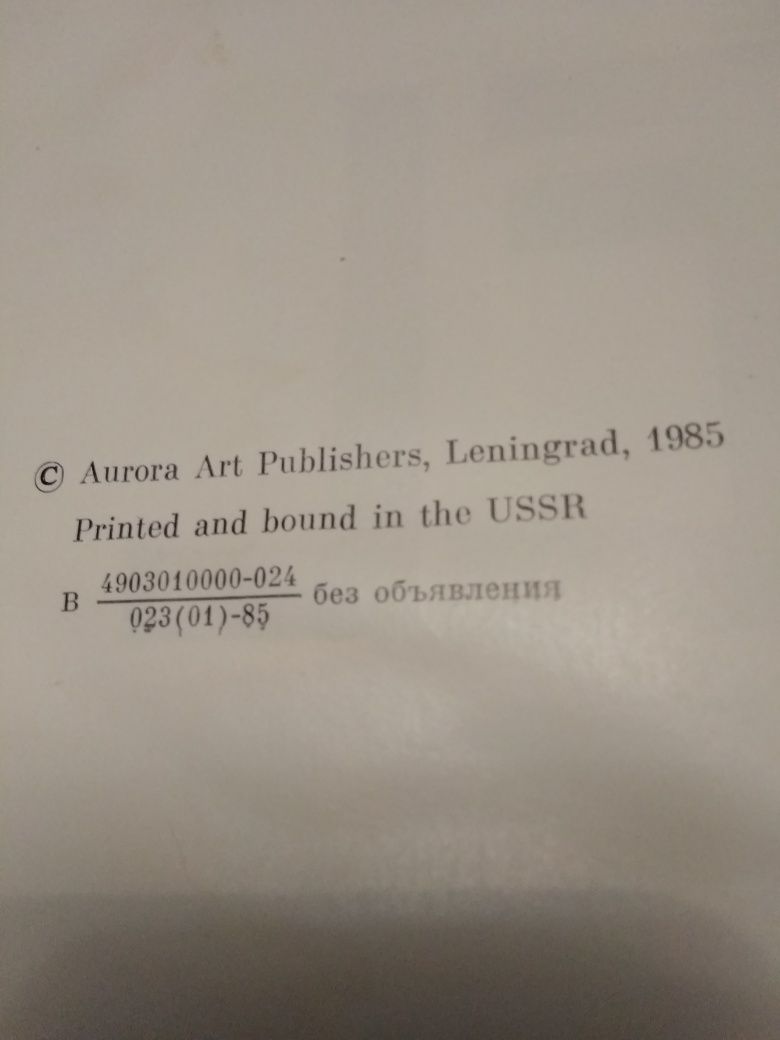 © Aurora Art Publishers, Leningrad, 1985
Printed and bound in the USSR
В 4903010000-024 без объявления
023(01)-85